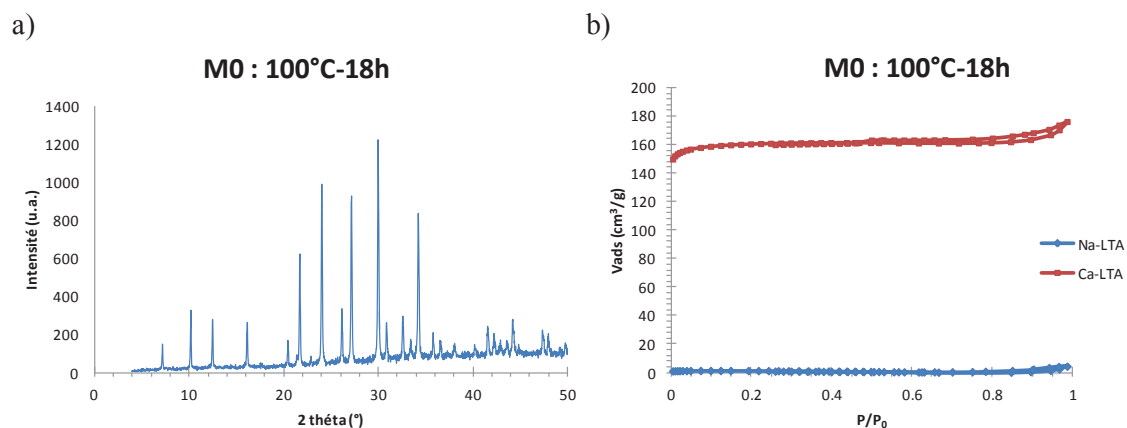 a)
M0 : 100°C-18h
Intensité (u.a.)
1400
1200
1000
800
600
400
200
0
0 10 20 30 40 50
2 théta (°)
b)
M0 : 100°C-18h
Vads (cm³/g)
200
180
160
140
120
100
80
60
40
20
0
0 0.2 0.4 0.6 0.8 1
P/P₀
Na-LTA
Ca-LTA